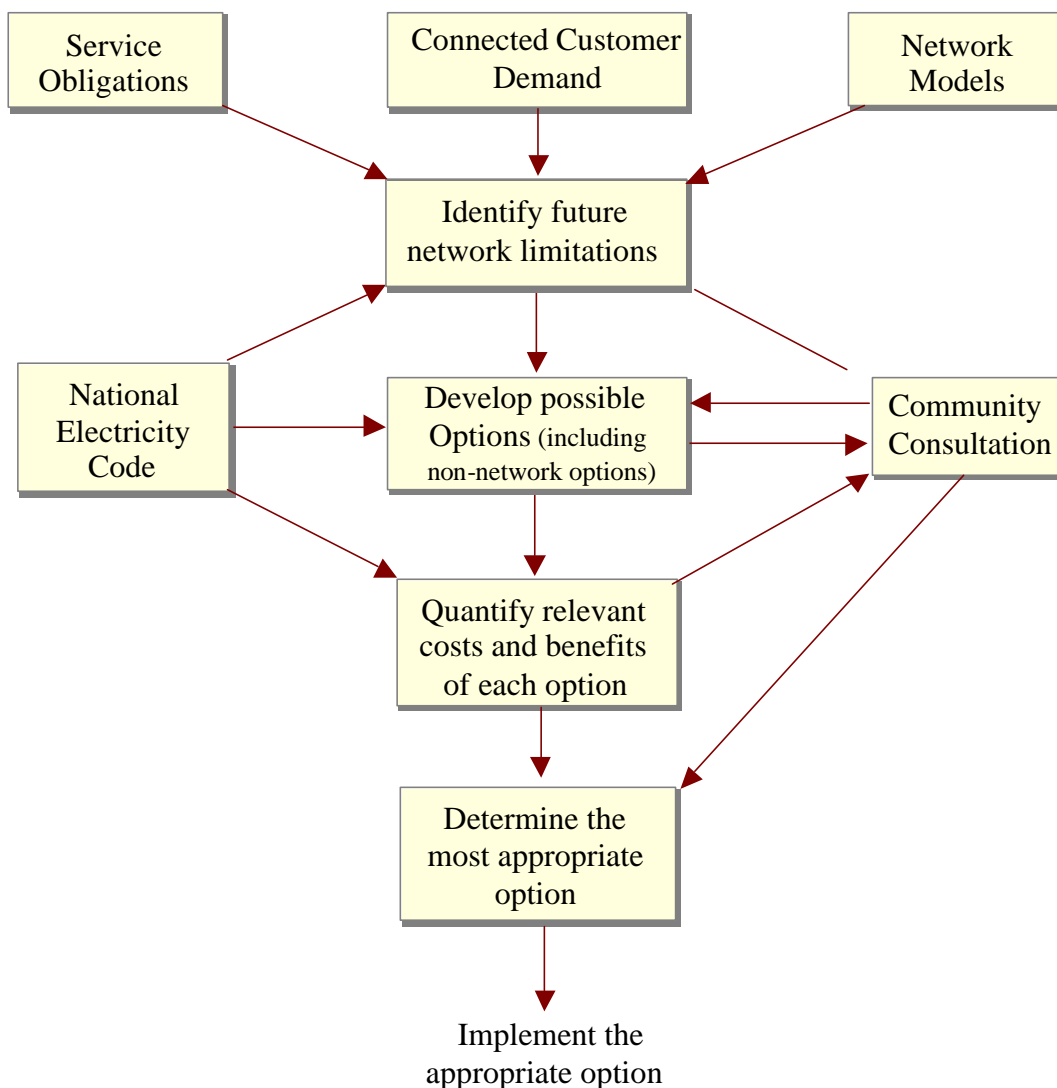 Service
Obligations
Connected Customer
Demand
Network
Models
Identify future
network limitations
National
Electricity
Code
Develop possible
Options (including
non-network options)
Community
Consultation
Quantify relevant
costs and benefits
of each option
Determine the
most appropriate
option
Implement the
appropriate option